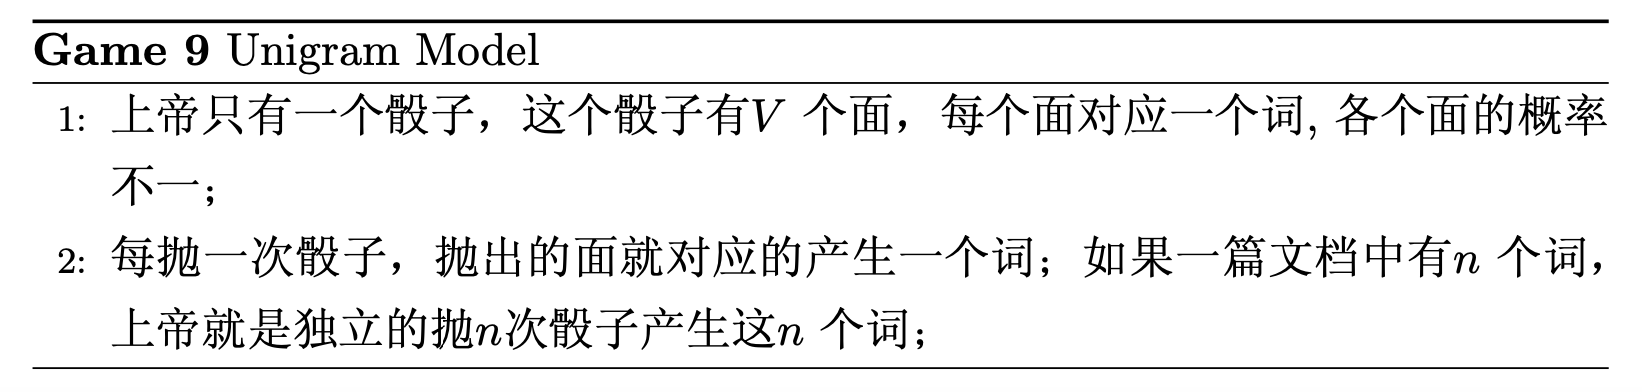 Game 9 Unigram Model
1: 上帝只有一个骰子，这个骰子有V 个面，每个面对应一个词, 各个面的概率
不一；
2: 每抛一次骰子，抛出的面就对应的产生一个词；如果一篇文档中有n 个词，
上帝就是独立的抛n次骰子产生这n 个词；